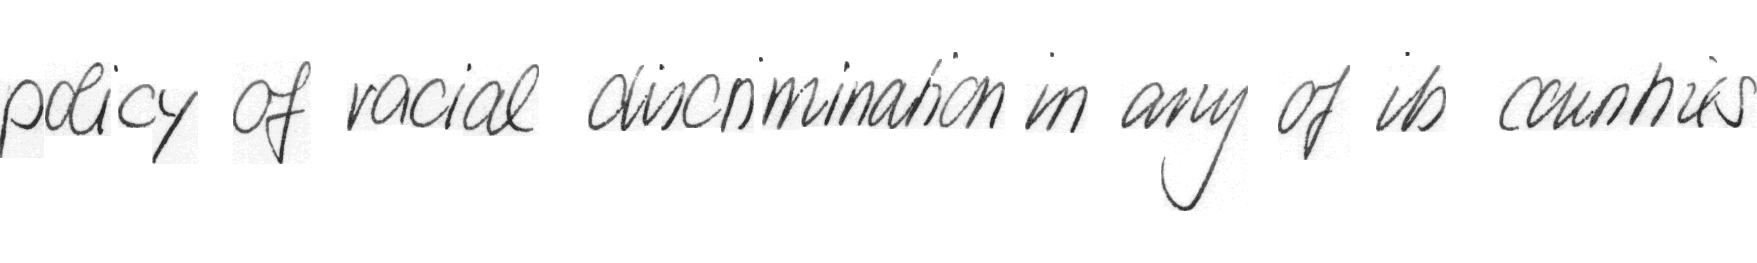 policy of racial discrimination in any of its countries